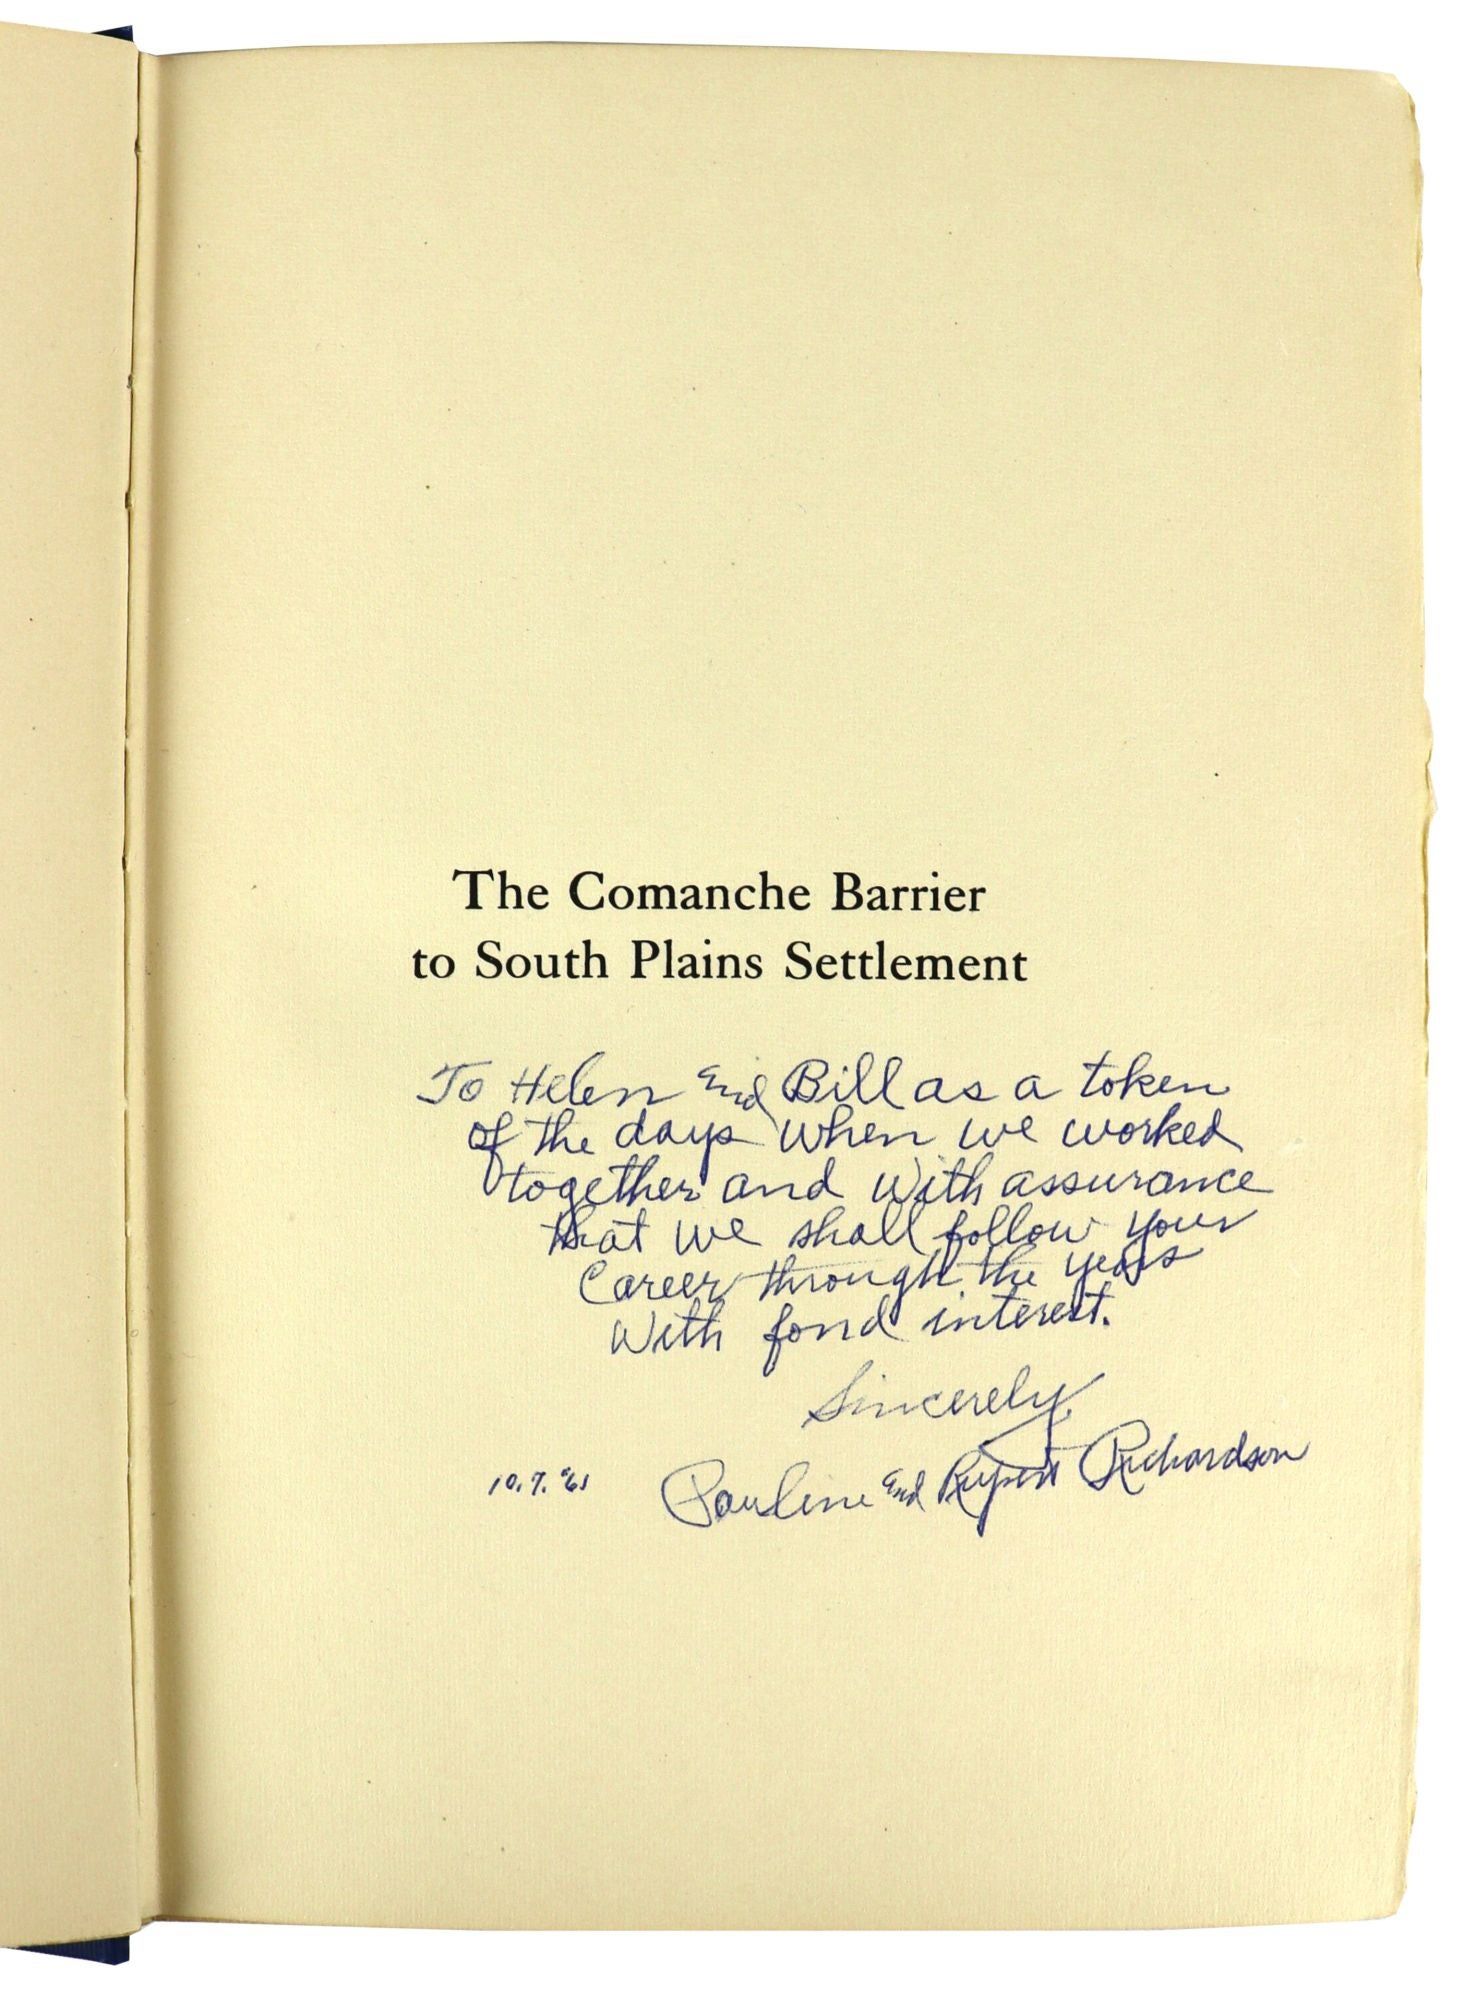 The Comanche Barrier
to South Plains Settlement
To Helen and Bill as a token
of the days when we worked
together and with assurance
that we shall follow your
Career through the years
With fond interest.
Sincerely,
Pauline and Rupert Richardson
10.7.'61